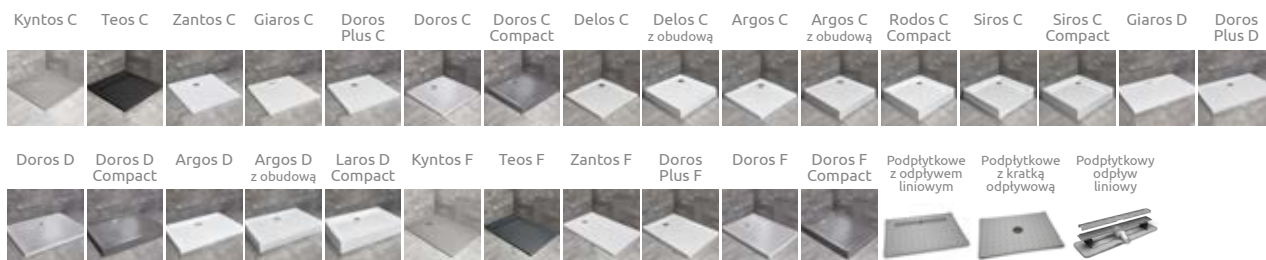 Kyntos C
Teos C
Zantos C
Giaros C
Doros
Plus C
Doros C
Doros C
Compact
Delos C
Delos C
z obudową
Argos C
Argos C
z obudową
Rodos C
Compact
Siros C
Siros C
Compact
Giaros D
Doros
Plus D
Doros D
Doros D
Compact
Argos D
Argos D
z obudową
Laros D
Compact
Kyntos F
Teos F
Zantos F
Doros
Plus F
Doros F
Doros F
Compact
Podpłytkowe
z odpływem
liniowym
Podpłytkowe
z kratką
odpływową
Podpłytkowy
odpływ
liniowy